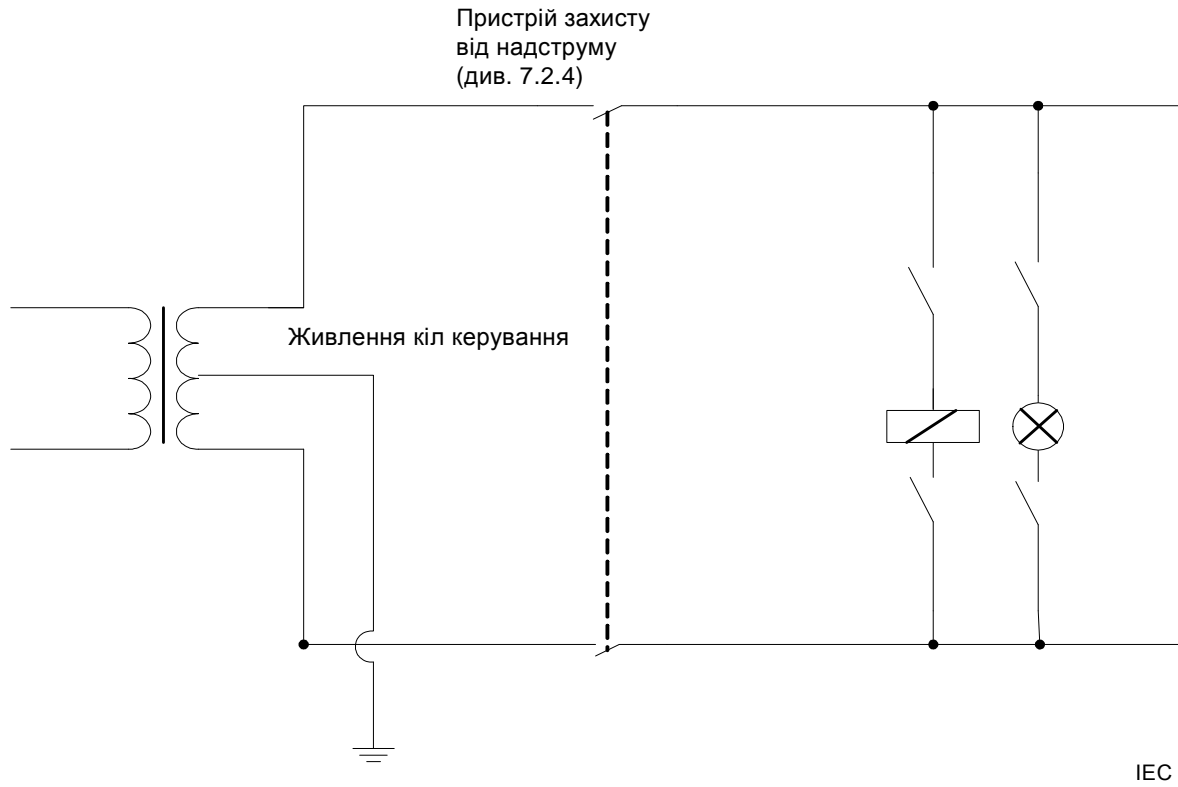 Пристрій захисту
від надструму
(див. 7.2.4)
Живлення кіл керування
IEC